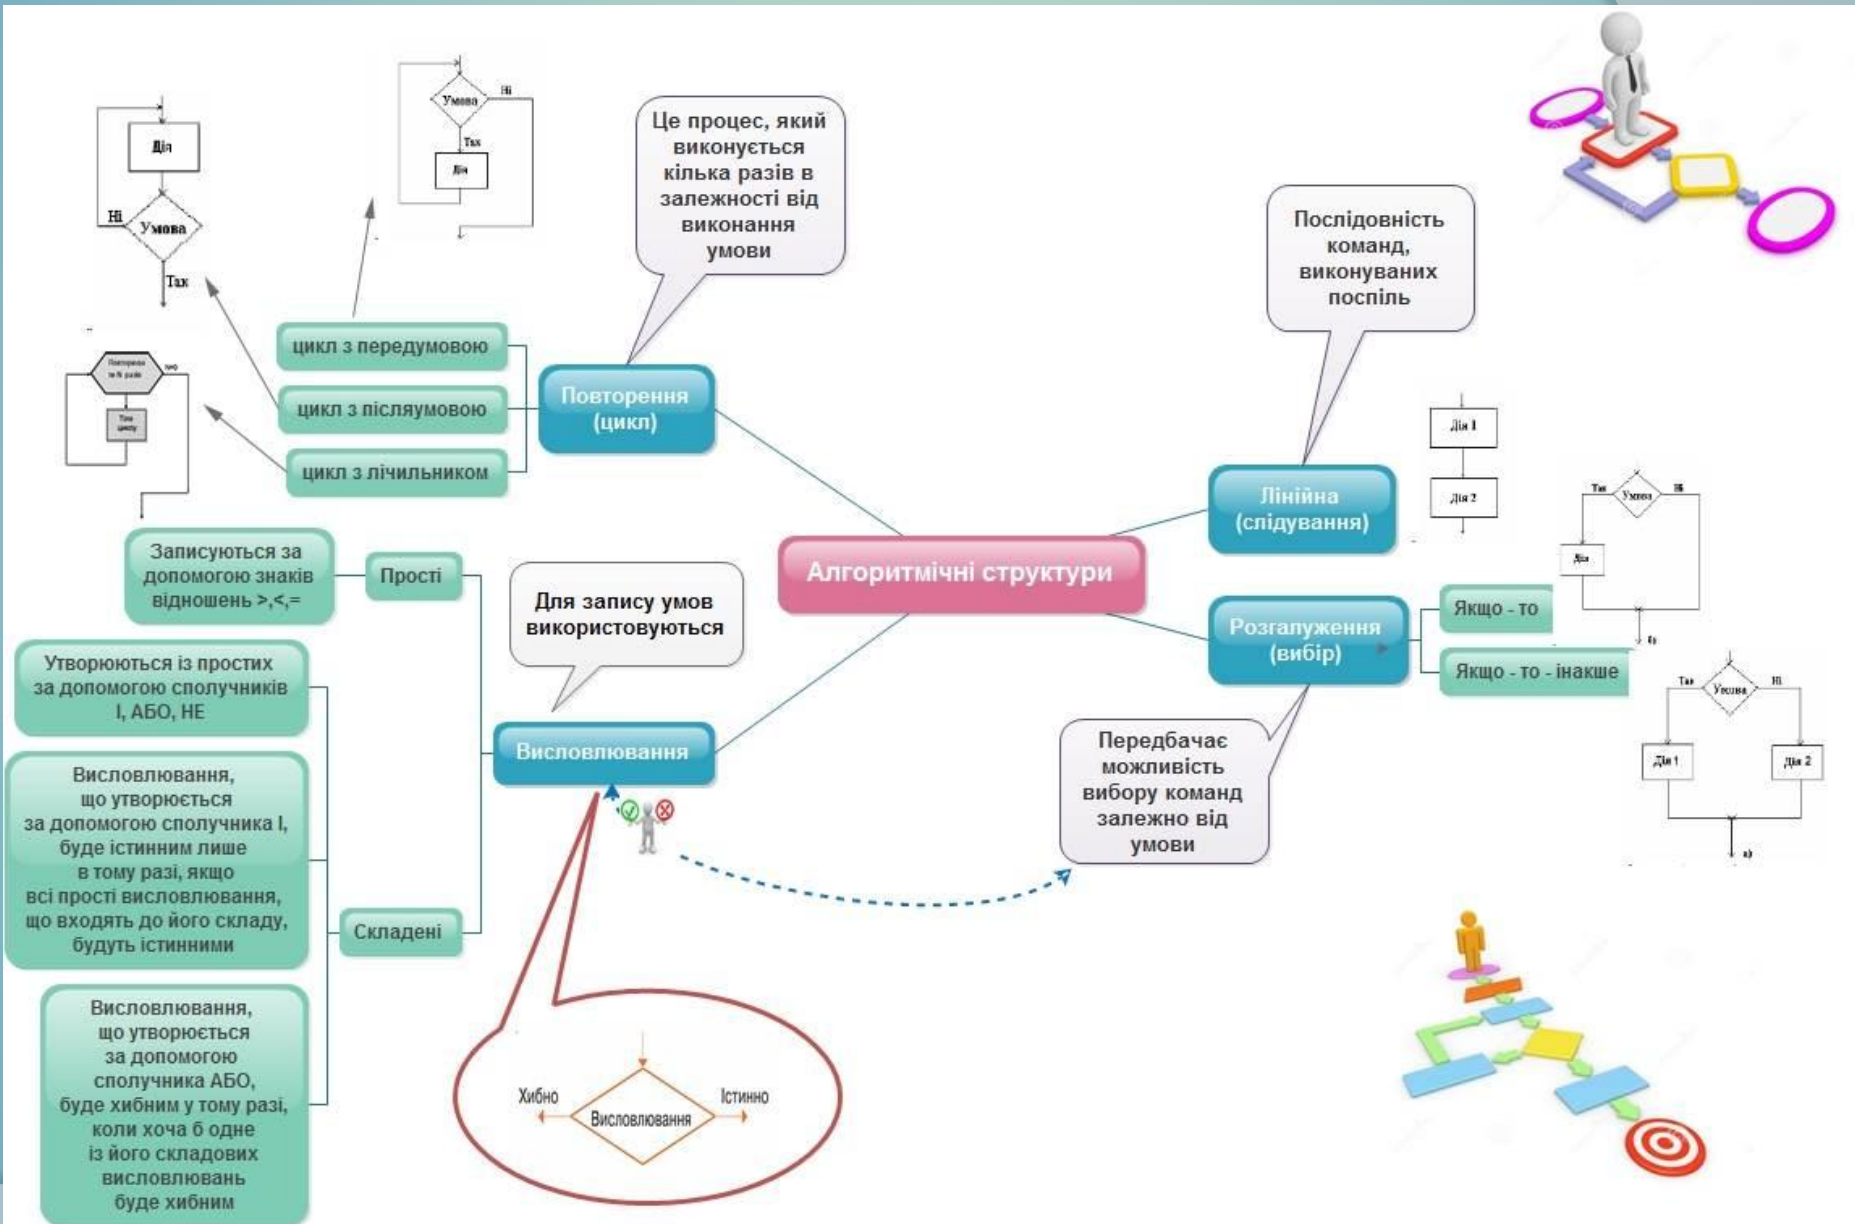 Дія
Умова
Ні
Так
Умова
Ні
Так
Дія
Це процес, який
виконується
кілька разів в
залежності від
виконання
умови
Послідовність
команд,
виконуваних
поспіль
цикл з передумовою
цикл з післяумовою
цикл з лічильником
Повторення
(цикл)
Лінійна
(слідування)
Дія 1
Дія 2
Алгоритмічні структури
Розгалуження
(вибір)
Якщо - то
Якщо - то - інакше
Так
Умова
Ні
Дія
Так
Умова
Ні
Дія 1
Дія 2
Передбачає
можливість
вибору команд
залежно від
умови
Для запису умов
використовуються
Висловлювання
Прості
Записуються за
допомогою знаків
відношень >,<,=
Складені
Утворюються із простих
за допомогою сполучників
І, АБО, НЕ
Висловлювання,
що утворюється
за допомогою сполучника І,
буде істинним лише
в тому разі, якщо
всі прості висловлювання,
що входять до його складу,
будуть істинними
Висловлювання,
що утворюється
за допомогою
сполучника АБО,
буде хибним у тому разі,
коли хоча б одне
із його складових
висловлювань
буде хибним
Хибно
Висловлювання
Істинно